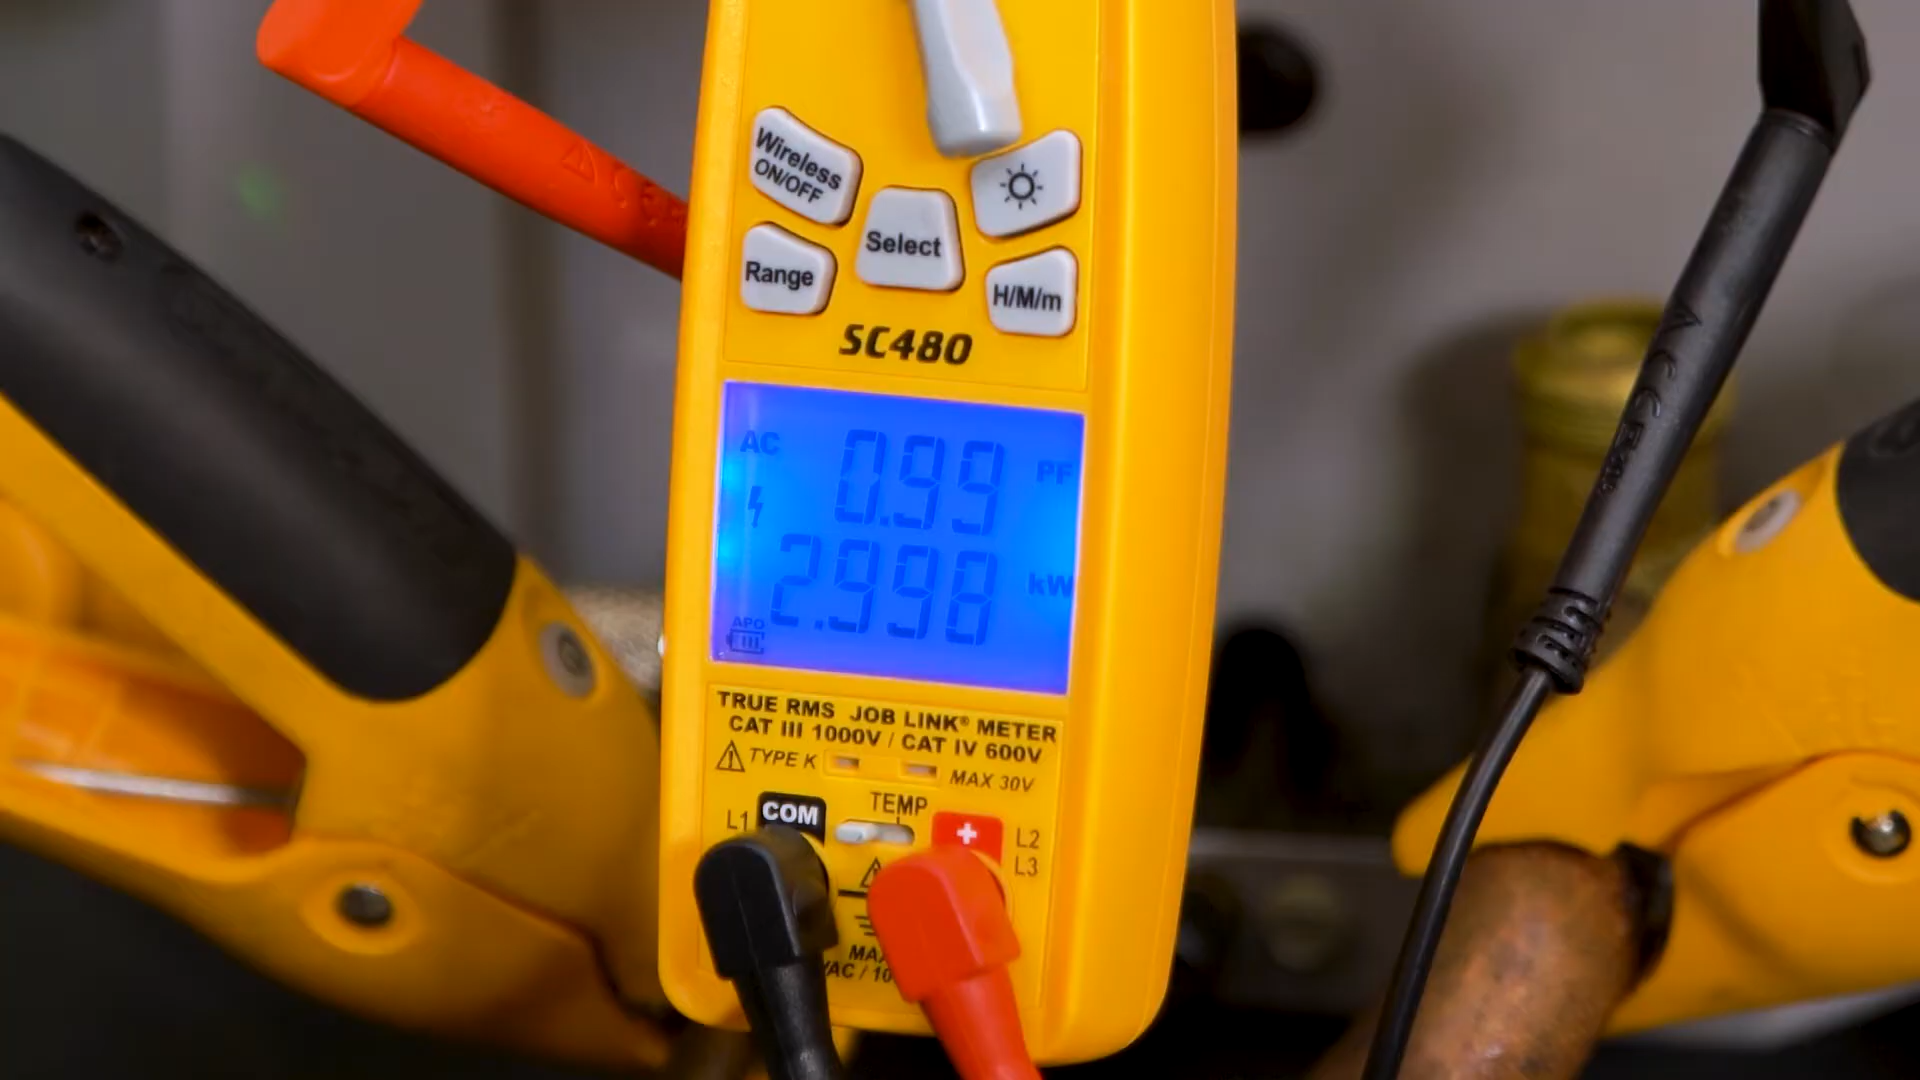 Wireless
ON/OFF
Select
Range
H/M/m
SC480
AC 0.99 PF
2.998 kW
APO
TRUE RMS JOB LINK® METER
CAT III 1000V / CAT IV 600V
TYPE K MAX 30V
TEMP
L1 COM + L2
L3